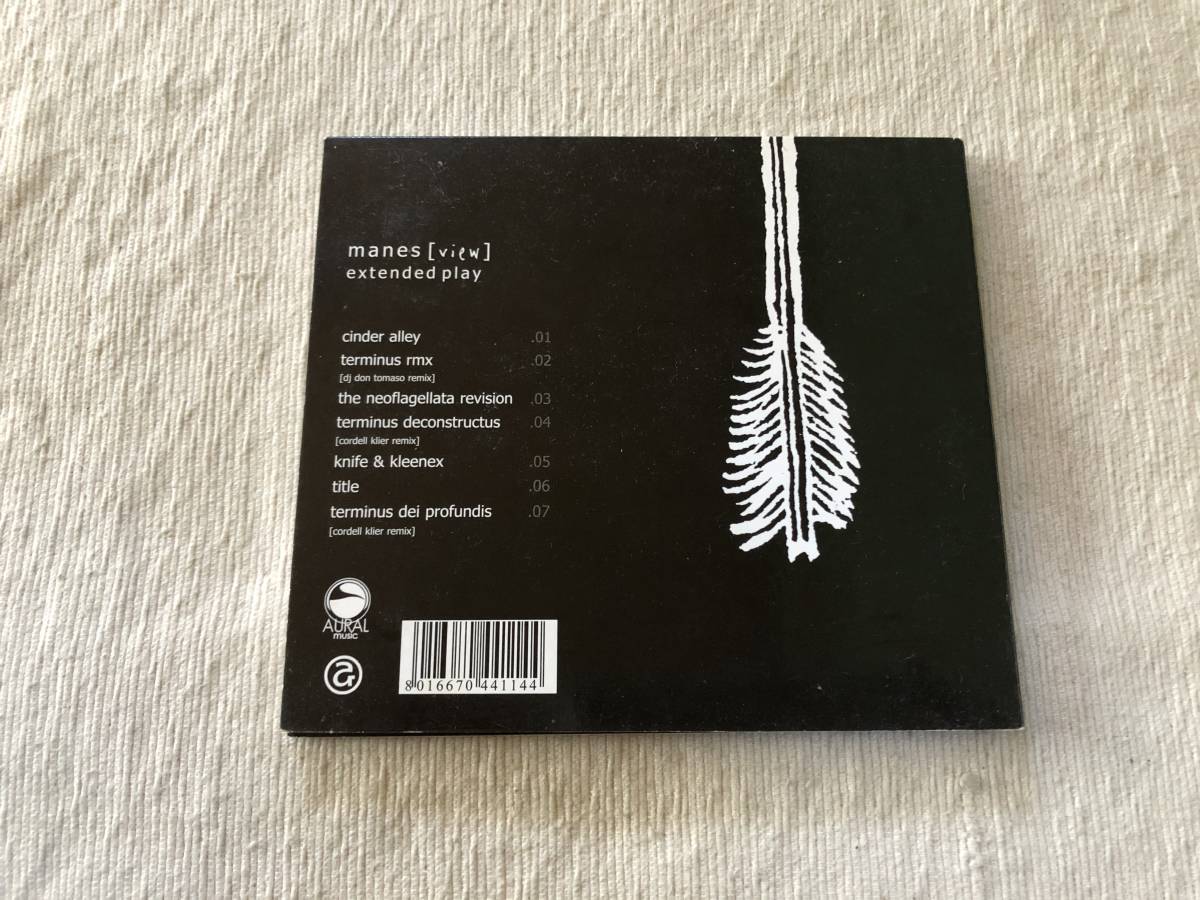 manes [view]
extended play
cinder alley .01
terminus rmx .02
[dj don tomaso remix]
the neoflagellata revision .03
terminus deconstructus .04
[cordell klier remix]
knife & kleenex .05
title .06
terminus dei profundis .07
[cordell klier remix]
AURAL
music
8016670 441144